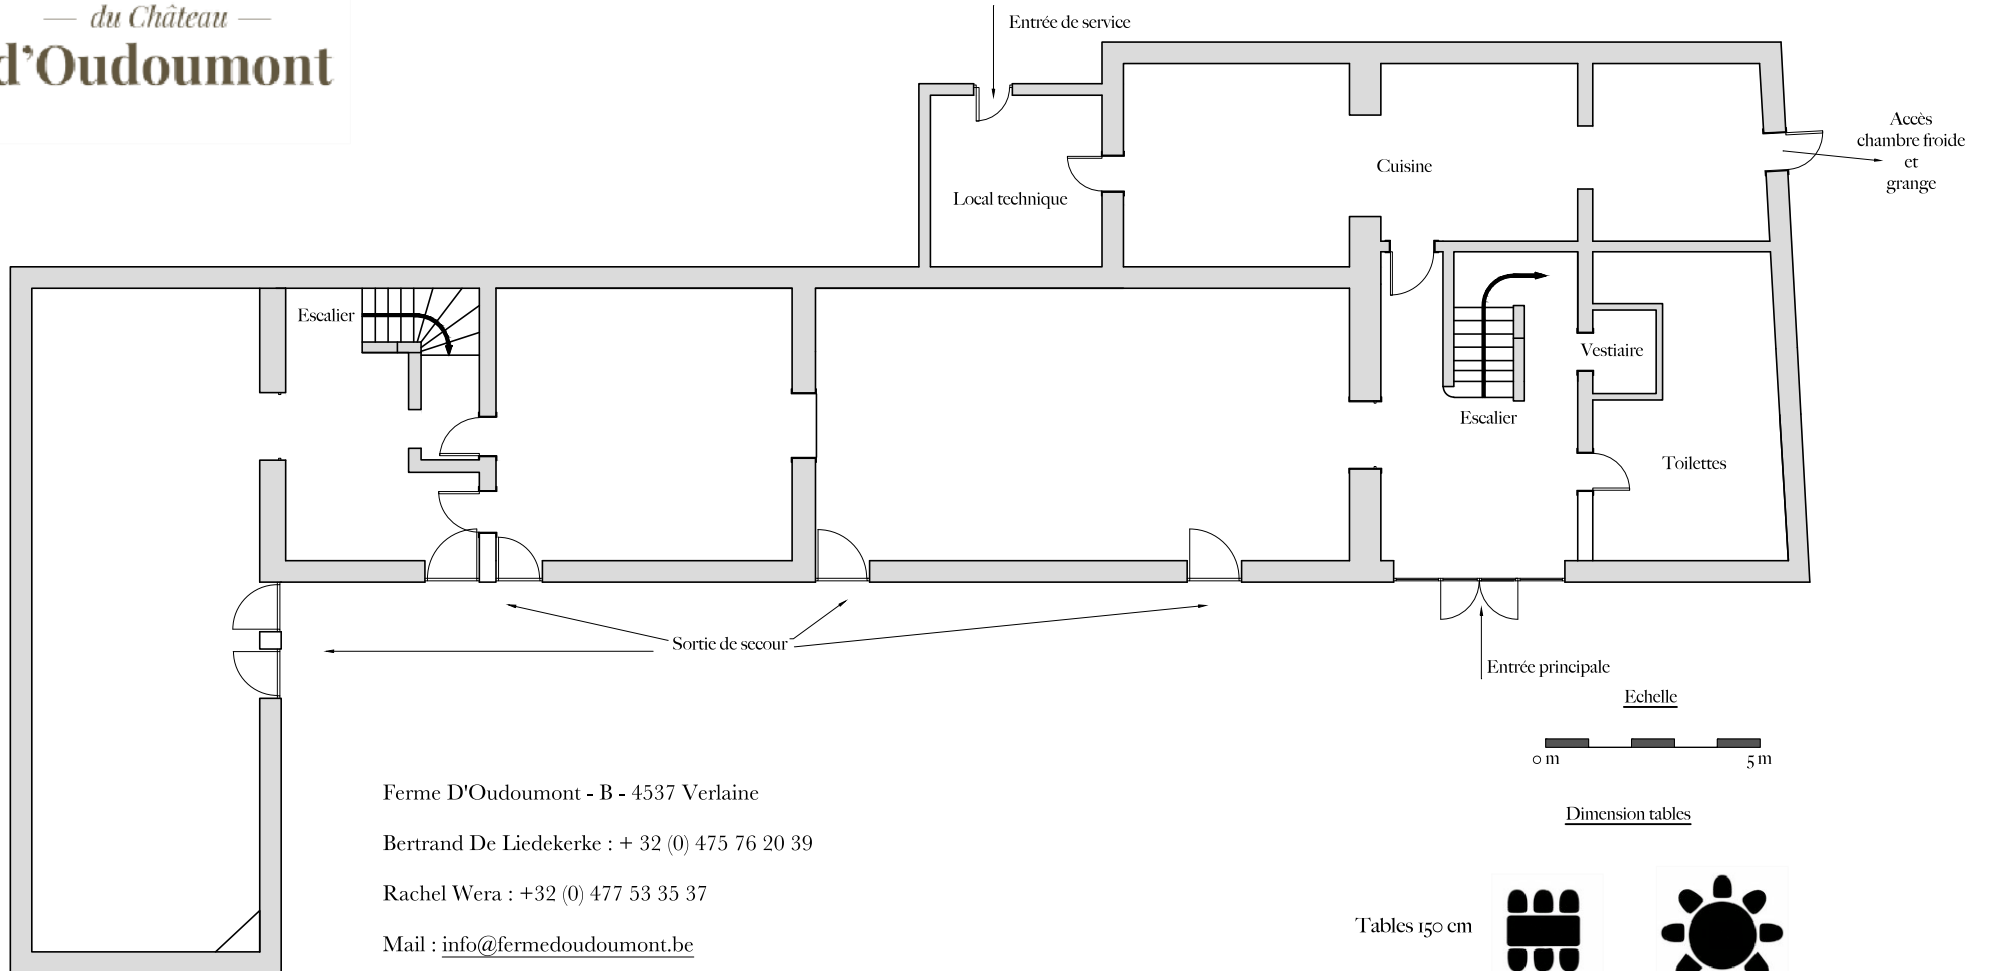 du Château
d'Oudoumont
Entrée de service
Accès
chambre froide
et
grange
Cuisine
Local technique
Escalier
Vestiaire
Escalier
Toilettes
Sortie de secour
Entrée principale
Echelle
0 m
5 m
Dimension tables
Ferme D'Oudoumont - B - 4537 Verlaine
Bertrand De Liedekerke : + 32 (0) 475 76 20 39
Rachel Wera : +32 (0) 477 53 35 37
Mail : info@fermedoudoumont.be
Tables 150 cm